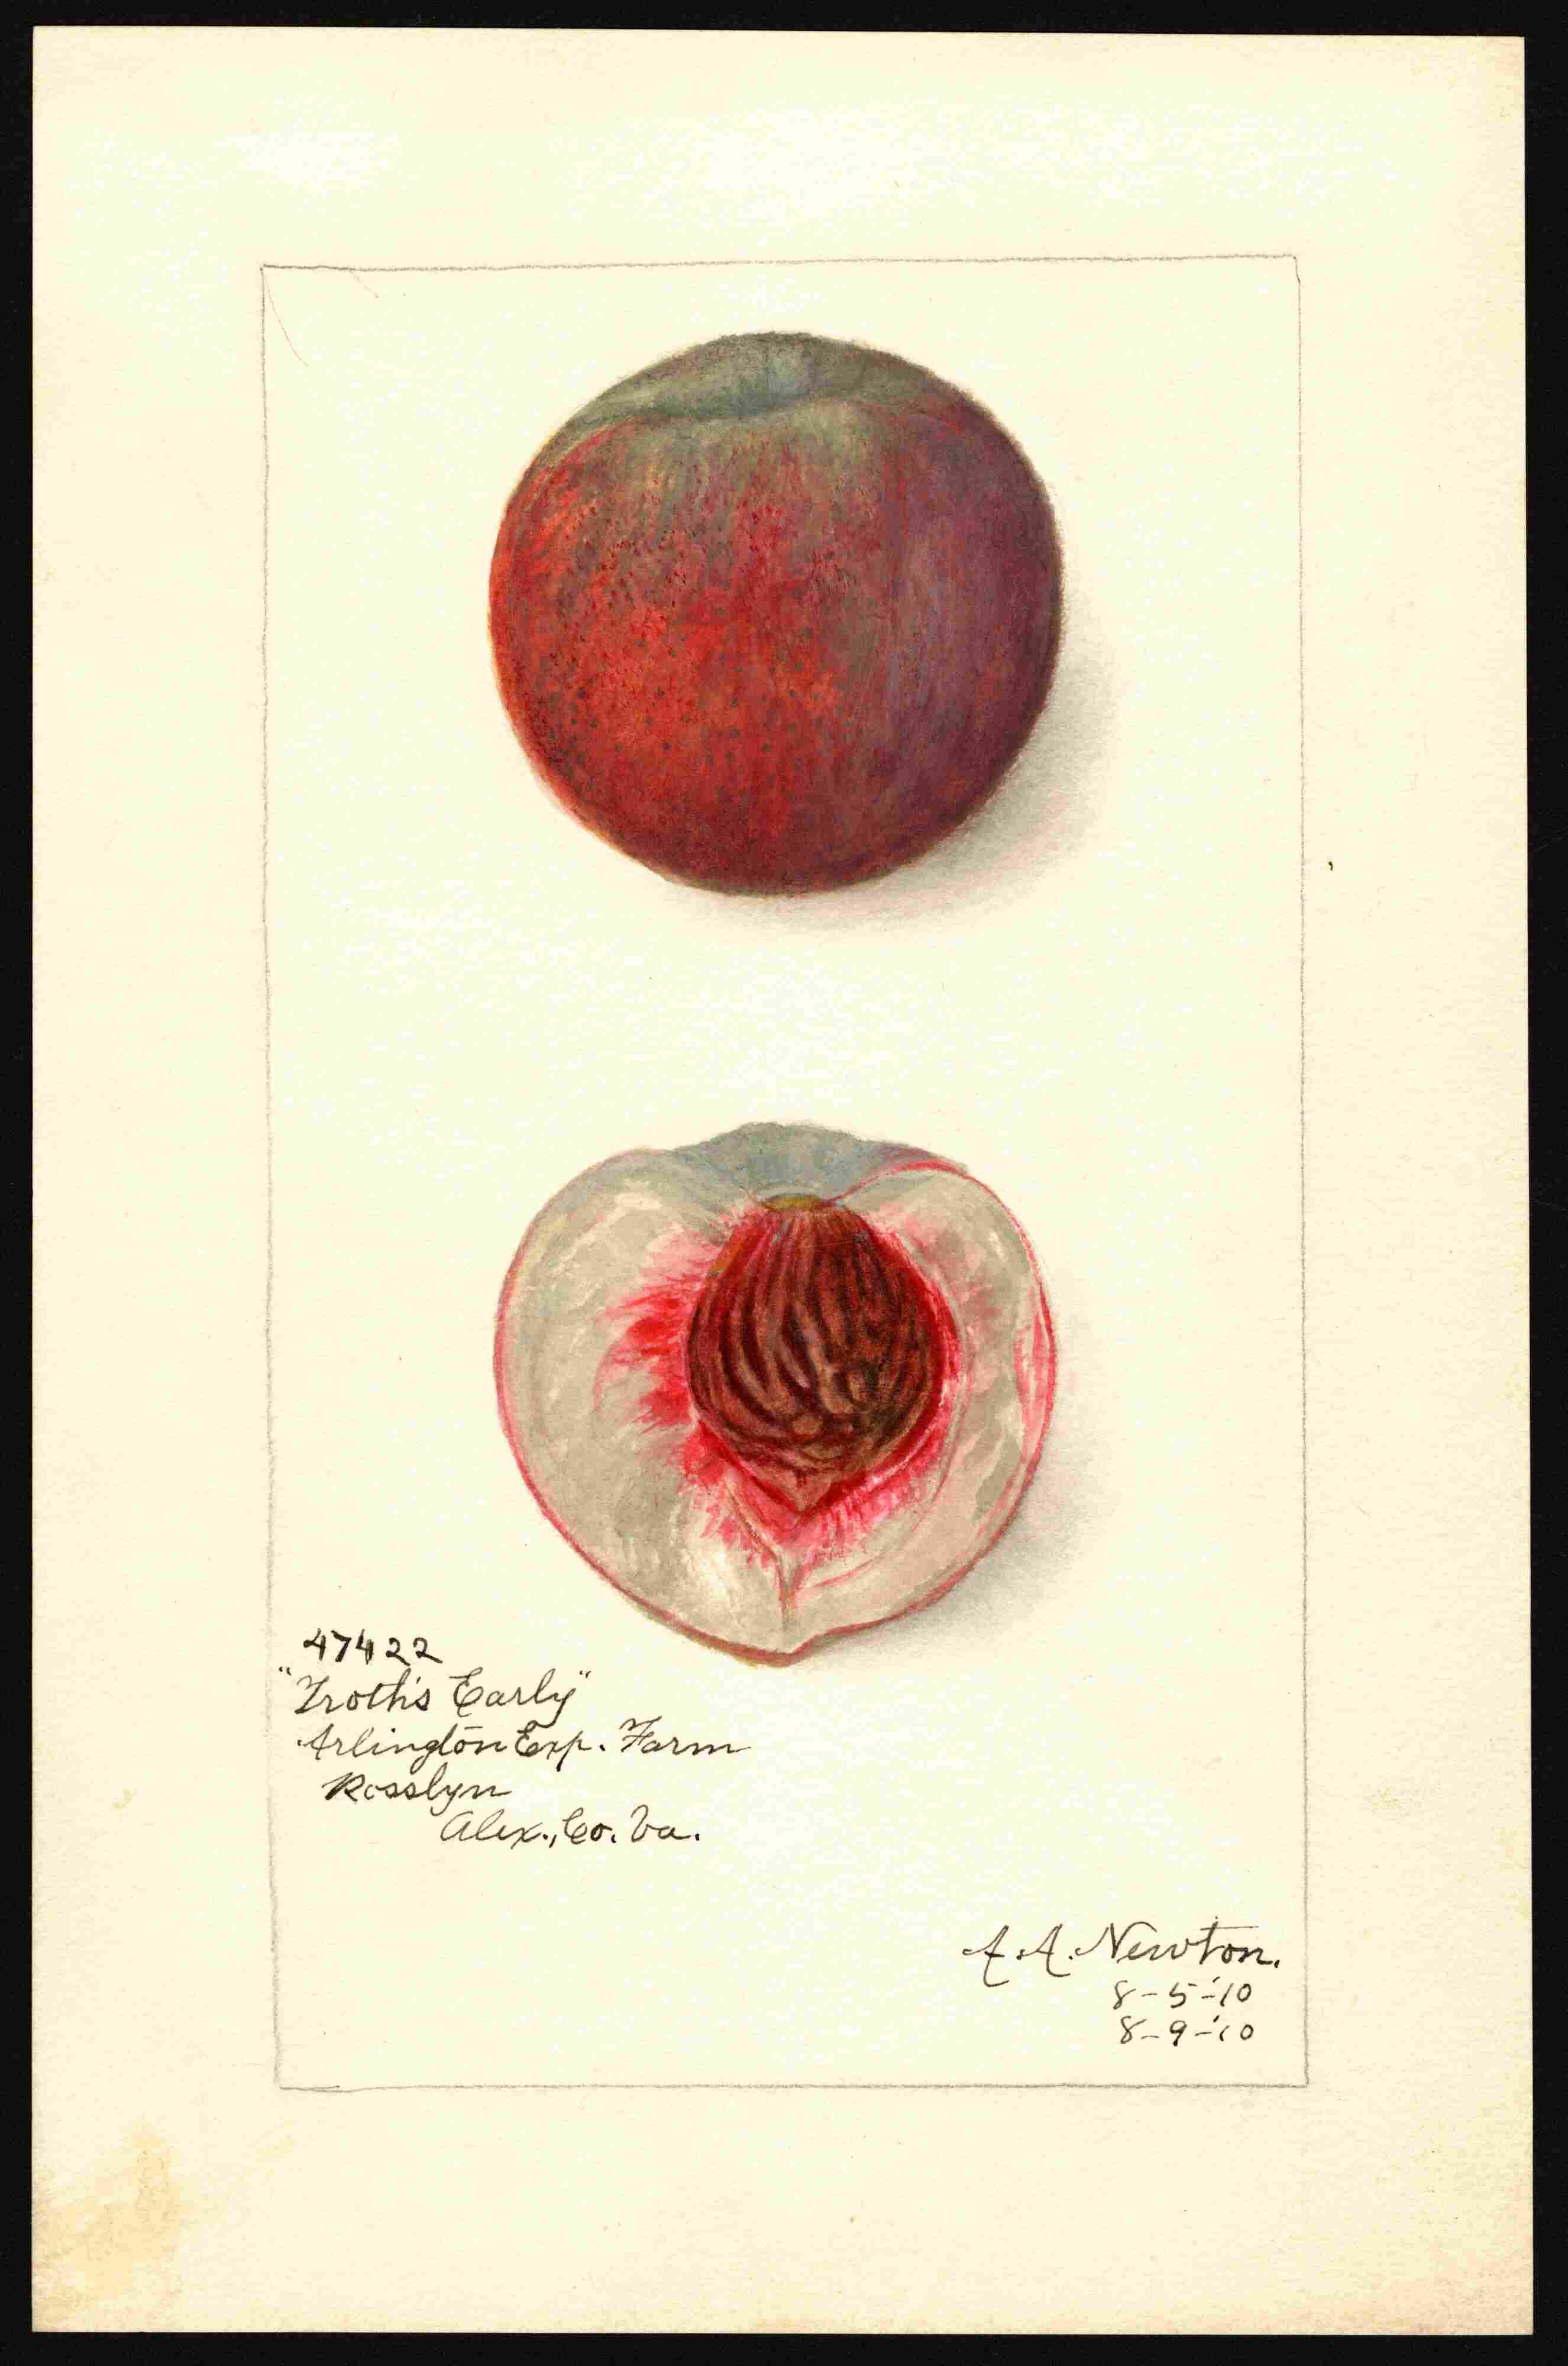 47422
"Troth's Early"
Arlington Exp. Farm
Rosslyn
Alex., Co. Va.
A. A. Newton.
8-5-'10
8-9-'10